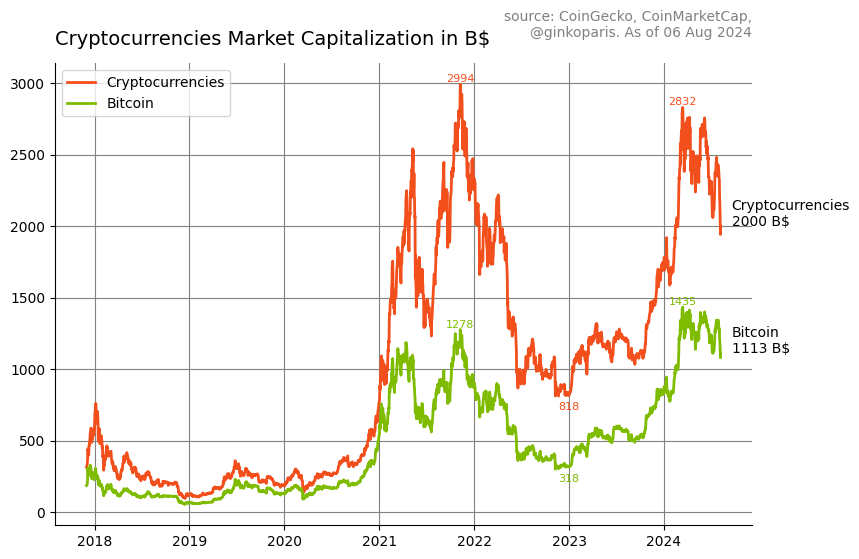 source: CoinGecko, CoinMarketCap,
@ginkoparis. As of 06 Aug 2024
Cryptocurrencies Market Capitalization in B$
Cryptocurrencies
Bitcoin
3000
2500
2000
1500
1000
500
0
2994
2832
1278
1435
818
318
Cryptocurrencies
2000 B$
Bitcoin
1113 B$
2018
2019
2020
2021
2022
2023
2024